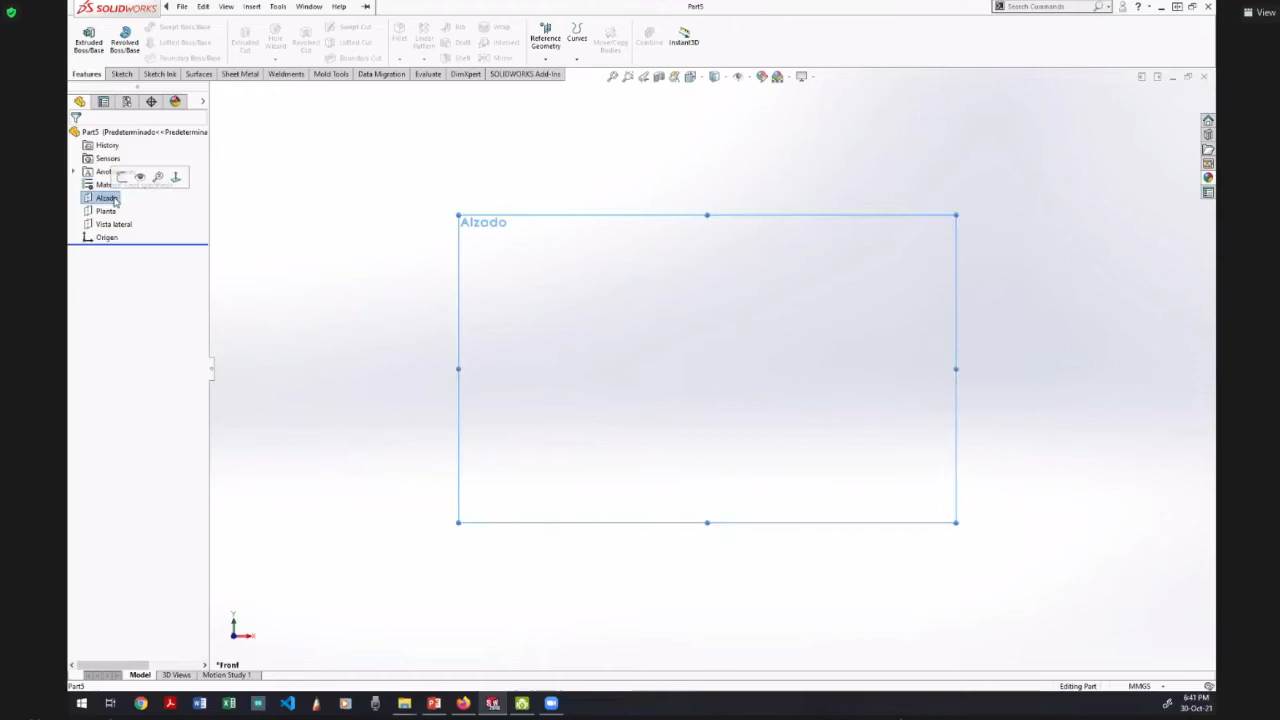 View
SOLIDWORKS File Edit View Insert Tools Window Help Part5 Search Commands ?
Extruded Boss/Base
Revolved Boss/Base
Swept Boss/Base
Lofted Boss/Base
Boundary Boss/Base
Extruded Cut
Hole Wizard
Revolved Cut
Swept Cut
Lofted Cut
Boundary Cut
Fillet
Linear Pattern
Rib
Draft
Shell
Wrap
Intersect
Mirror
Reference Geometry
Curves
Move/Copy Bodies
Combine
Instant3D
Features Sketch Sketch Ink Surfaces Sheet Metal Weldments Mold Tools Data Migration Evaluate DimXpert SOLIDWORKS Add-Ins
Part5 (Predeterminado<<Predetermina
History
Sensors
Alzado
Planta
Vista lateral
Origen
Alzado
Y
X
*Front
Model 3D Views Motion Study 1
Part5 Editing Part MMGS
6:41 PM
30-Oct-21